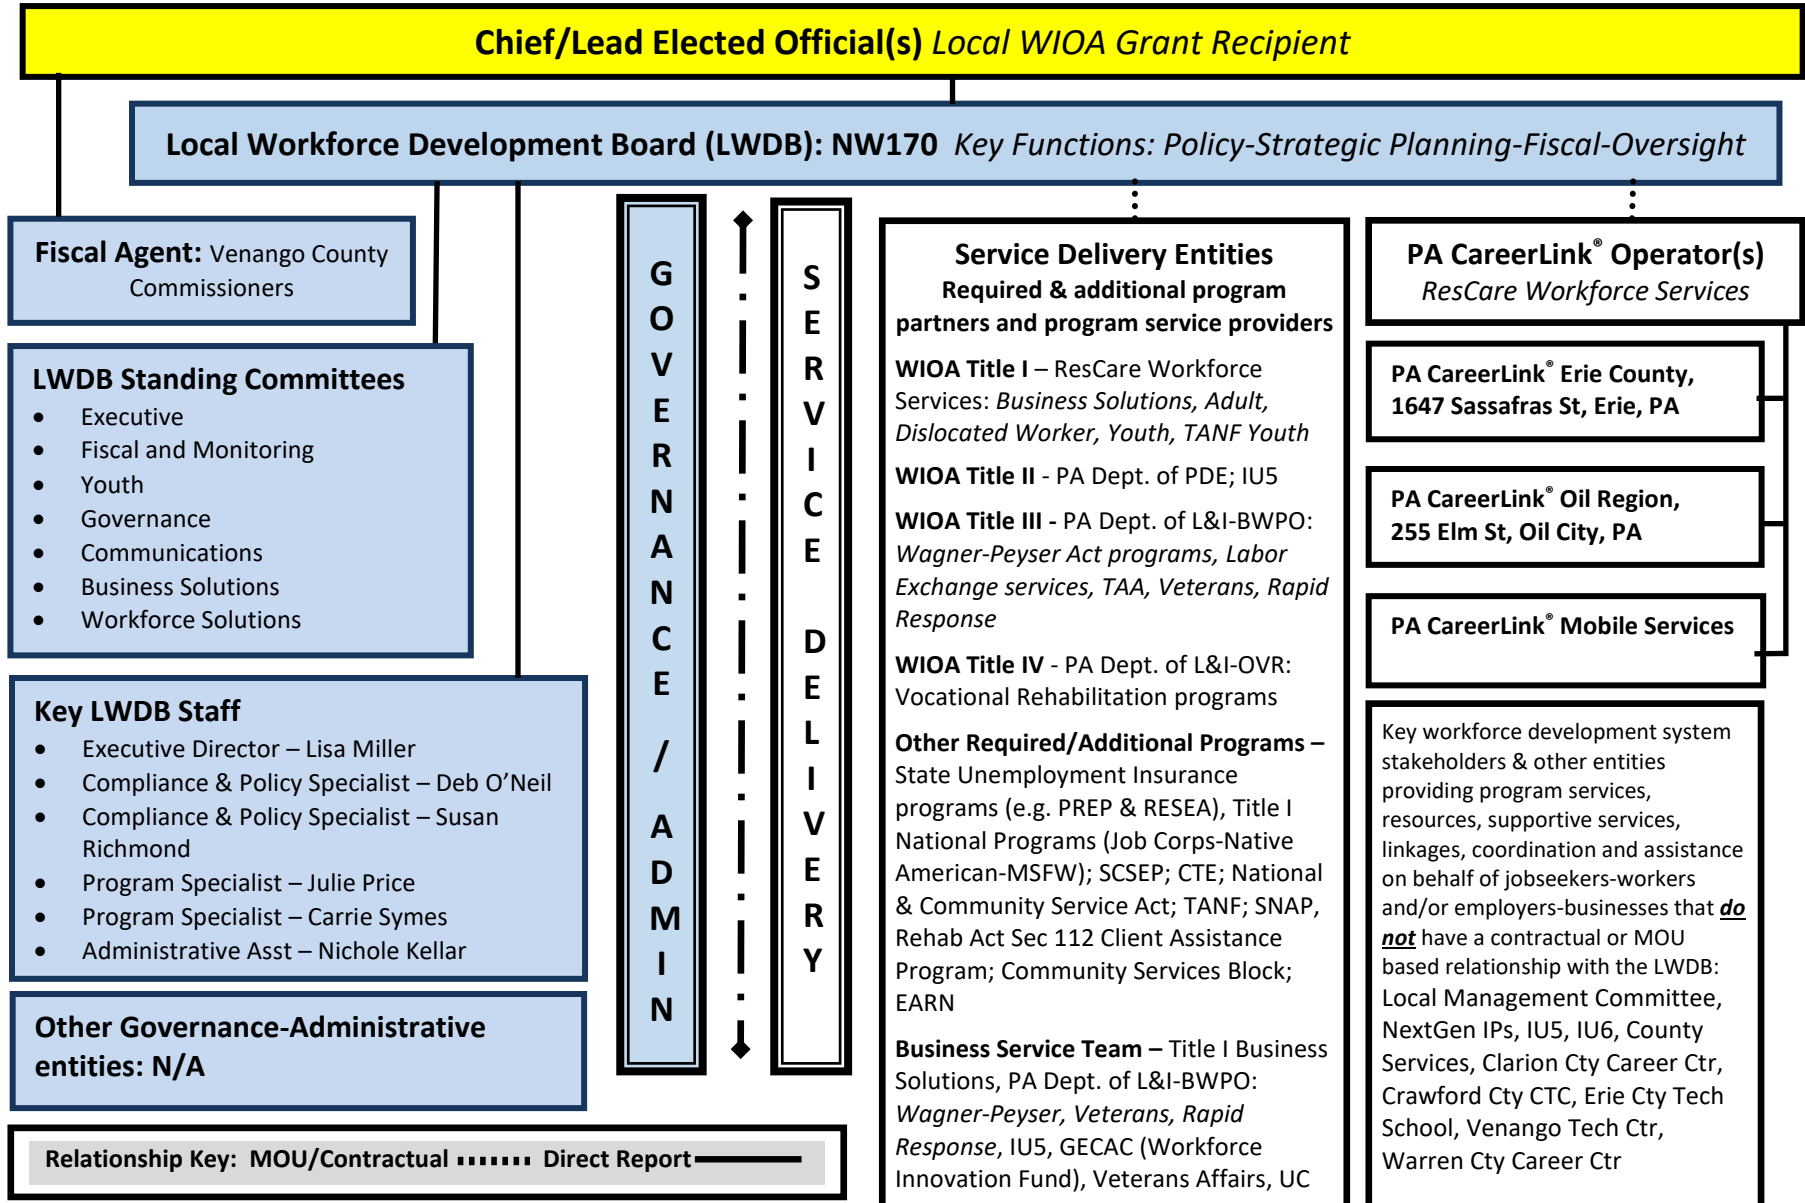 Chief/Lead Elected Official(s) Local WIOA Grant Recipient
Local Workforce Development Board (LWDB): NW170 Key Functions: Policy-Strategic Planning-Fiscal-Oversight
Fiscal Agent: Venango County
Commissioners
LWDB Standing Committees
• Executive
• Fiscal and Monitoring
• Youth
• Governance
• Communications
• Business Solutions
• Workforce Solutions
Key LWDB Staff
• Executive Director – Lisa Miller
• Compliance & Policy Specialist – Deb O’Neil
• Compliance & Policy Specialist – Susan
Richmond
• Program Specialist – Julie Price
• Program Specialist – Carrie Symes
• Administrative Asst – Nichole Kellar
Other Governance-Administrative
entities: N/A
Relationship Key: MOU/Contractual Direct Report
G
O
V
E
R
N
A
N
C
E
/
A
D
M
I
N
S
E
R
V
I
C
E
D
E
L
I
V
E
R
Y
Service Delivery Entities
Required & additional program
partners and program service providers
WIOA Title I – ResCare Workforce
Services: Business Solutions, Adult,
Dislocated Worker, Youth, TANF Youth
WIOA Title II - PA Dept. of PDE; IU5
WIOA Title III - PA Dept. of L&I-BWPO:
Wagner-Peyser Act programs, Labor
Exchange services, TAA, Veterans, Rapid
Response
WIOA Title IV - PA Dept. of L&I-OVR:
Vocational Rehabilitation programs
Other Required/Additional Programs –
State Unemployment Insurance
programs (e.g. PREP & RESEA), Title I
National Programs (Job Corps-Native
American-MSFW); SCSEP; CTE; National
& Community Service Act; TANF; SNAP,
Rehab Act Sec 112 Client Assistance
Program; Community Services Block;
EARN
Business Service Team – Title I Business
Solutions, PA Dept. of L&I-BWPO:
Wagner-Peyser, Veterans, Rapid
Response, IU5, GECAC (Workforce
Innovation Fund), Veterans Affairs, UC
PA CareerLink® Operator(s)
ResCare Workforce Services
PA CareerLink® Erie County,
1647 Sassafras St, Erie, PA
PA CareerLink® Oil Region,
255 Elm St, Oil City, PA
PA CareerLink® Mobile Services
Key workforce development system
stakeholders & other entities
providing program services,
resources, supportive services,
linkages, coordination and assistance
on behalf of jobseekers-workers
and/or employers-businesses that do
not have a contractual or MOU
based relationship with the LWDB:
Local Management Committee,
NextGen IPs, IU5, IU6, County
Services, Clarion Cty Career Ctr,
Crawford Cty CTC, Erie Cty Tech
School, Venango Tech Ctr,
Warren Cty Career Ctr